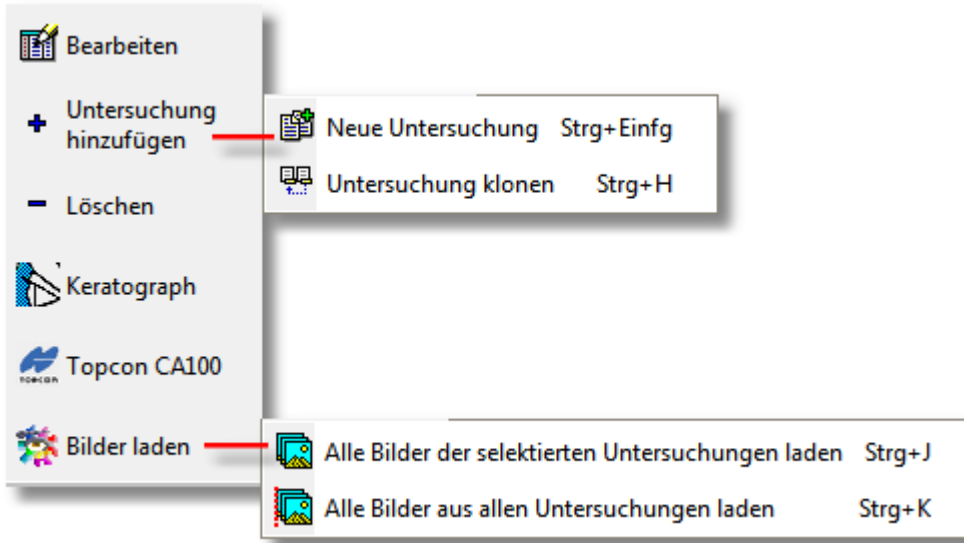 Bearbeiten
Untersuchung
hinzufügen
Neue Untersuchung Strg+Einfg
Untersuchung klonen Strg+H
Löschen
Keratograph
TOPCON
Topcon CA100
Bilder laden
Alle Bilder der selektierten Untersuchungen laden Strg+J
Alle Bilder aus allen Untersuchungen laden Strg+K